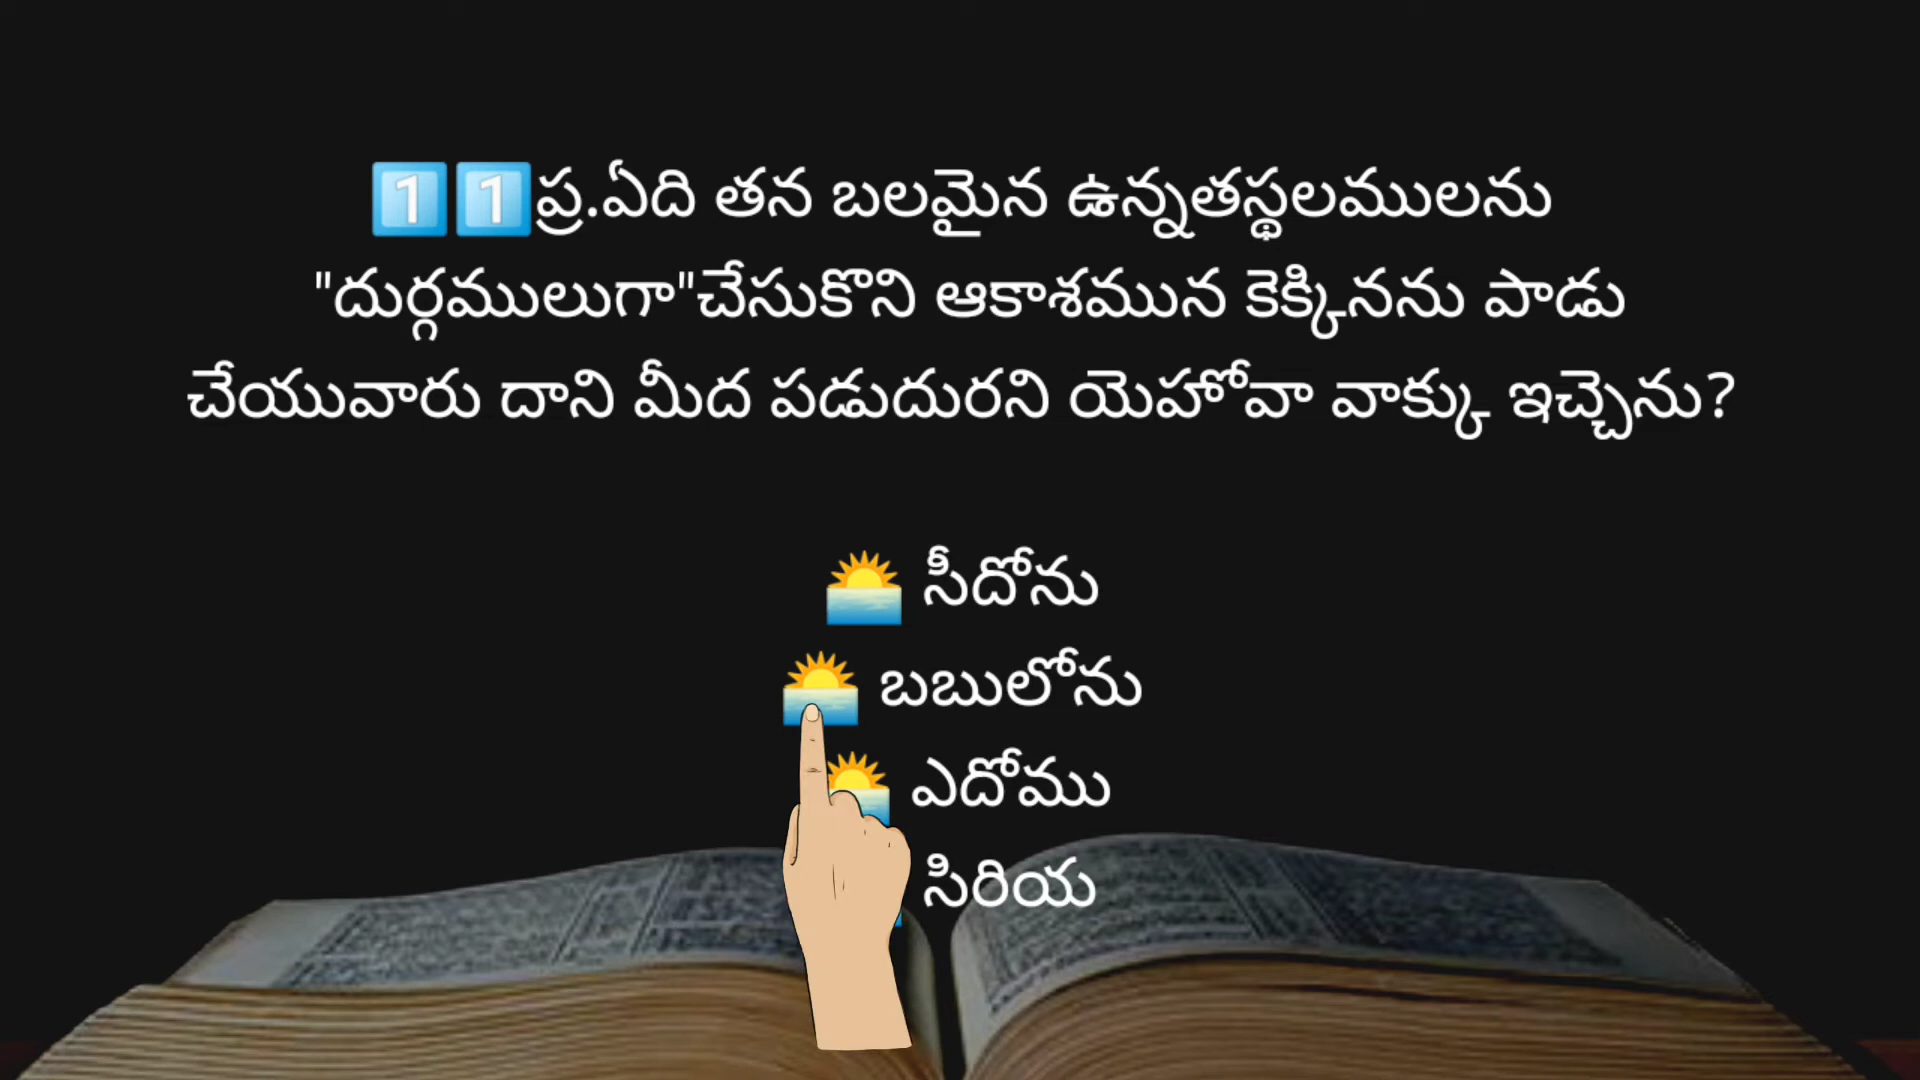 1️⃣1️⃣ప్ర.ఏది తన బలమైన ఉన్నతస్థలములను
"దుర్గములుగా"చేసుకొని ఆకాశమున కెక్కినను పాడు
చేయువారు దాని మీద పడుదురని యెహోవా వాక్కు ఇచ్చెను?
🌅 సీదోను
🌅 బబులోను
🌅 ఎదోము
సిరియ